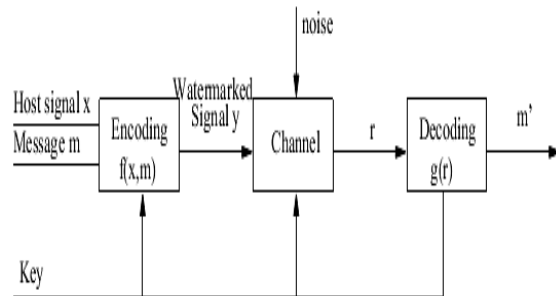 noise
Host signal x
Message m
Encoding
f(x,m)
Watermarked
Signal y
Channel
r
Decoding
g(r)
m'
Key